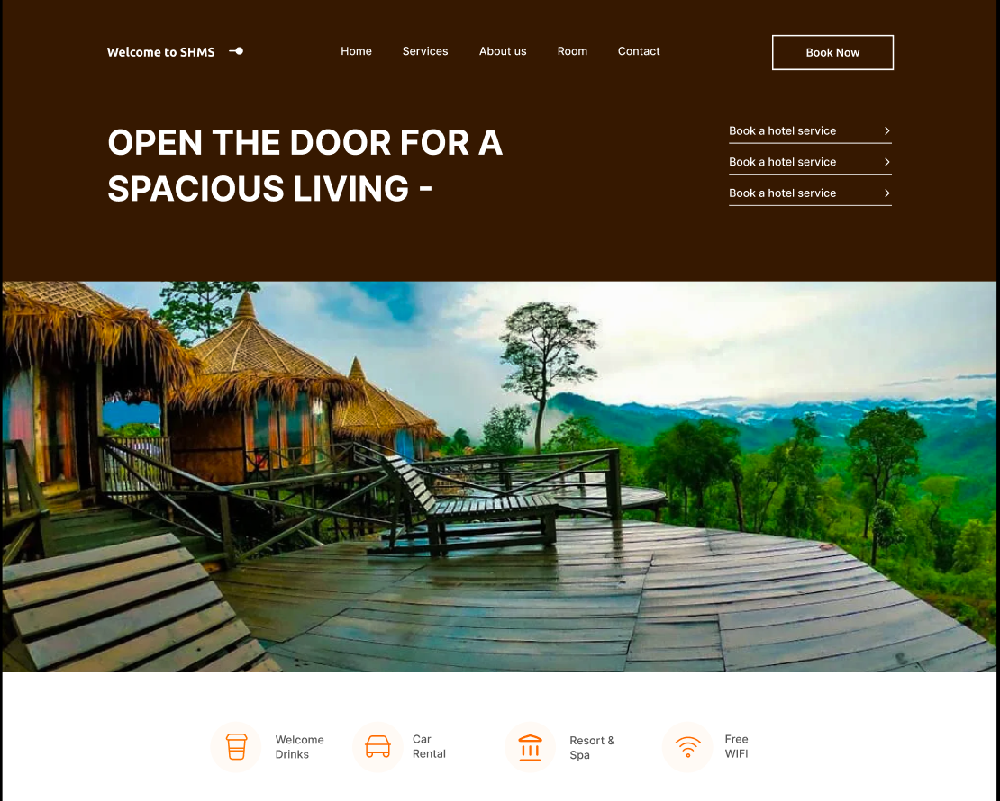 Welcome to SHMS
Home
Services
About us
Room
Contact
Book Now
OPEN THE DOOR FOR A
SPACIOUS LIVING -
Book a hotel service
Book a hotel service
Book a hotel service
Welcome
Drinks
Car
Rental
Resort &
Spa
Free
WIFI